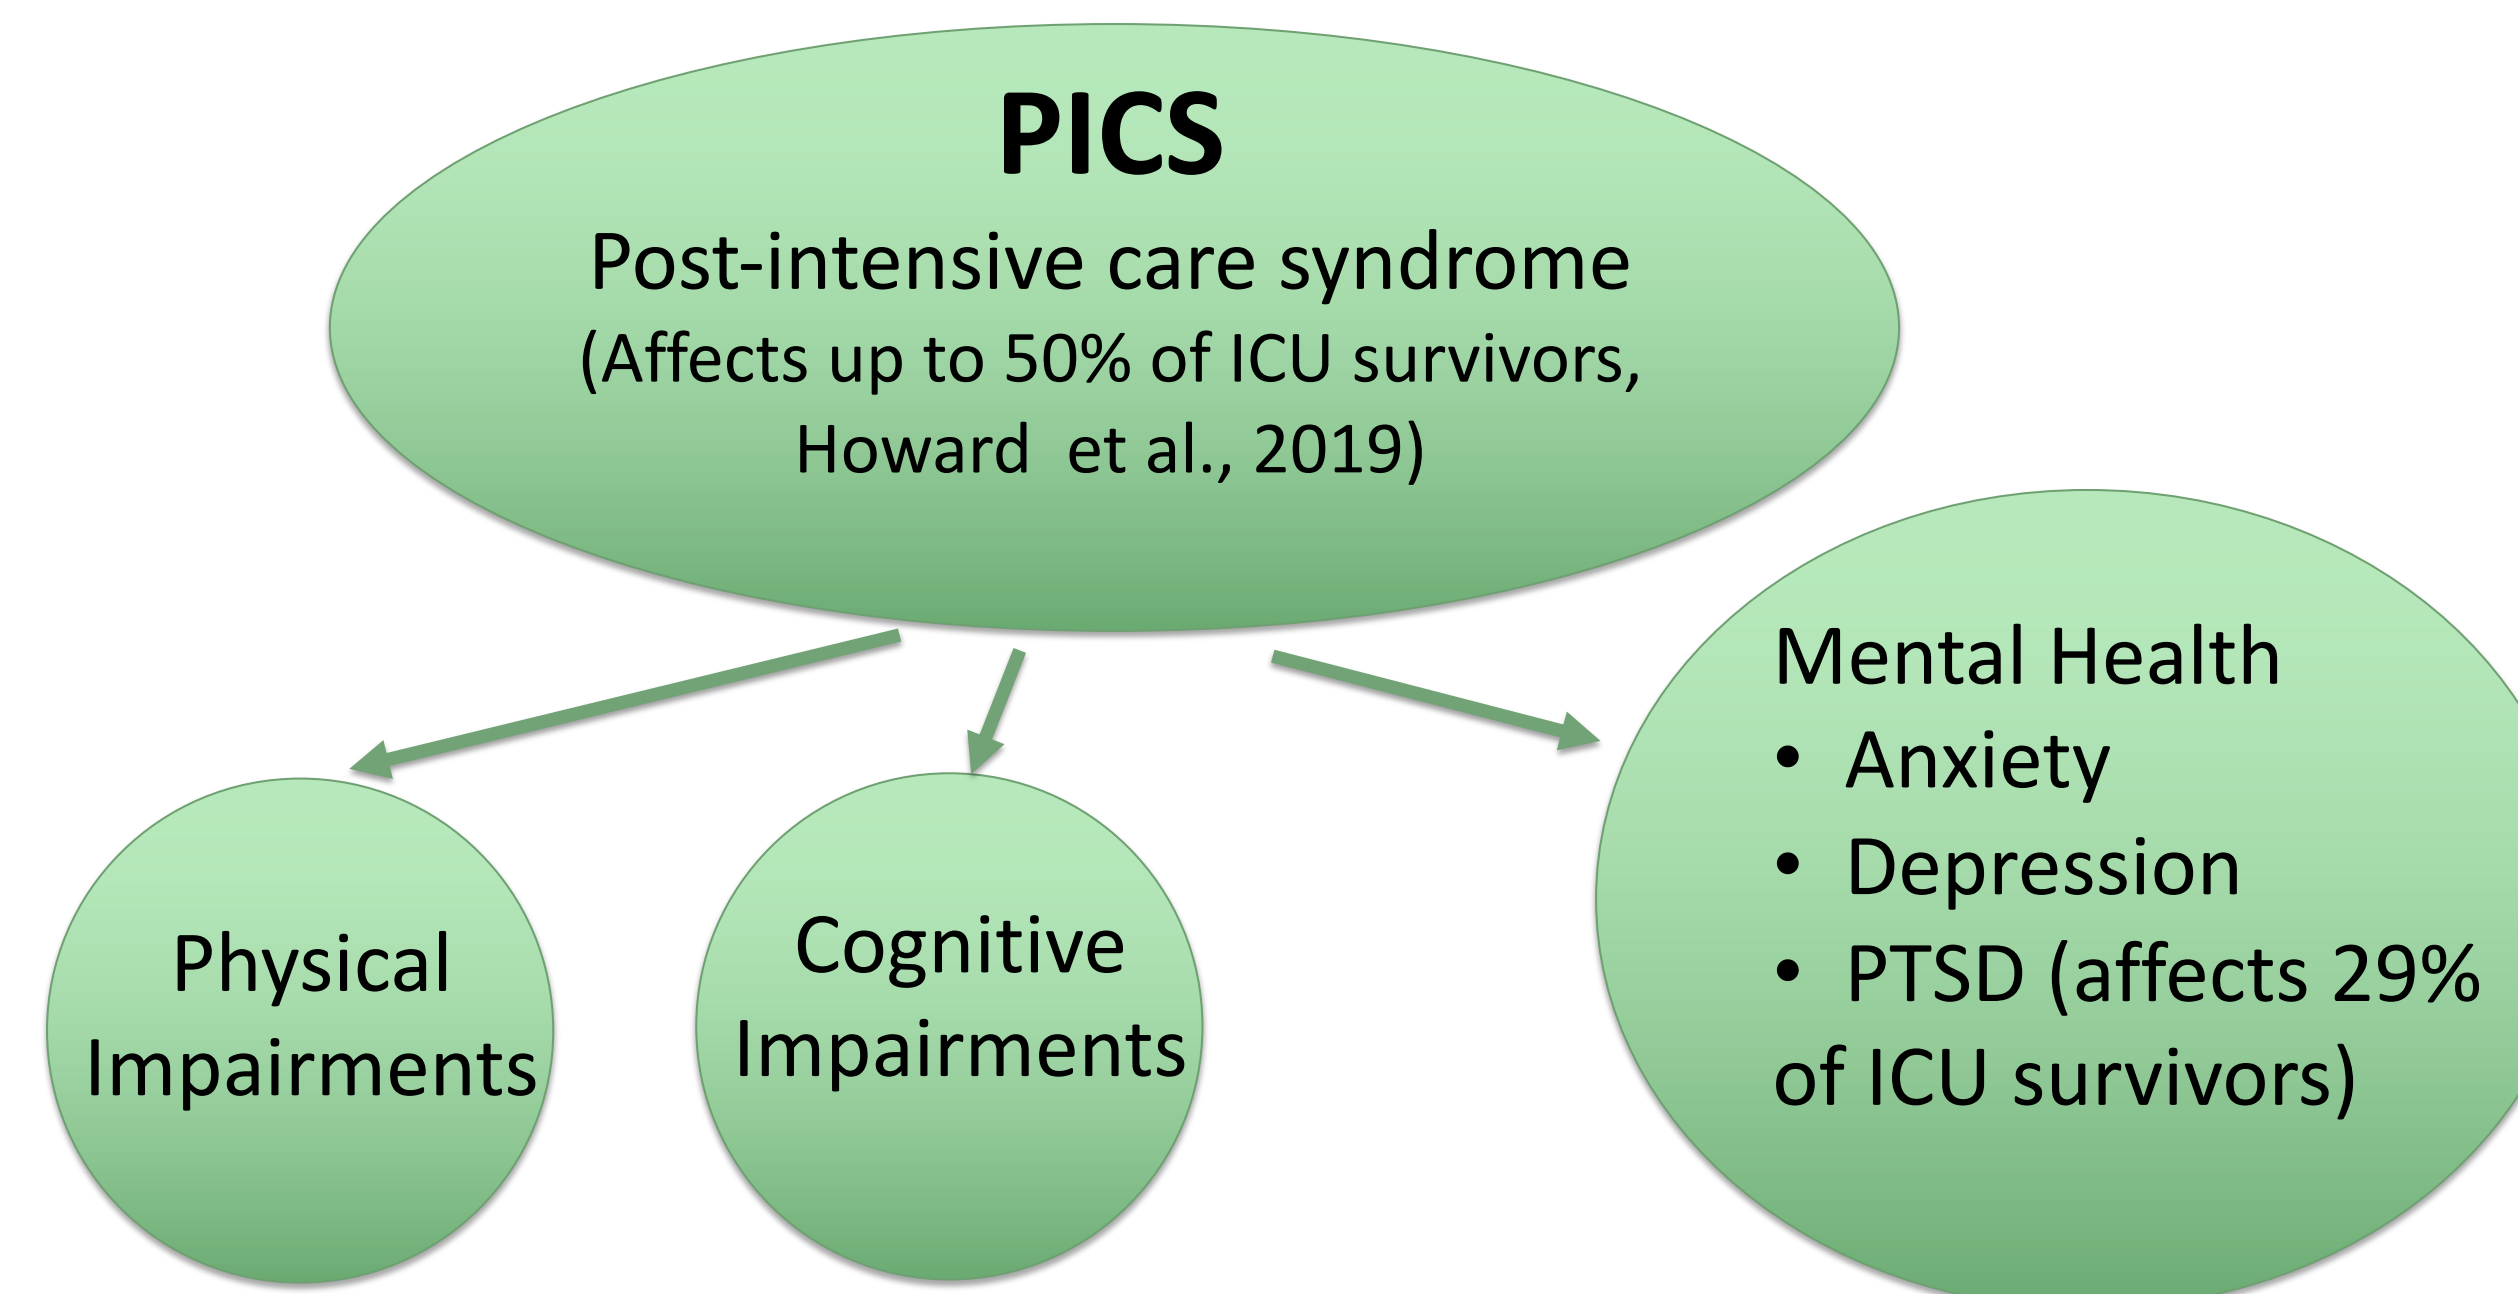 PICS
Post-intensive care syndrome
(Affects up to 50% of ICU survivors,
Howard  et al., 2019)
Physical
Impairments
Cognitive
Impairments
Mental Health
• Anxiety
• Depression
• PTSD (affects 29%
of ICU survivors)